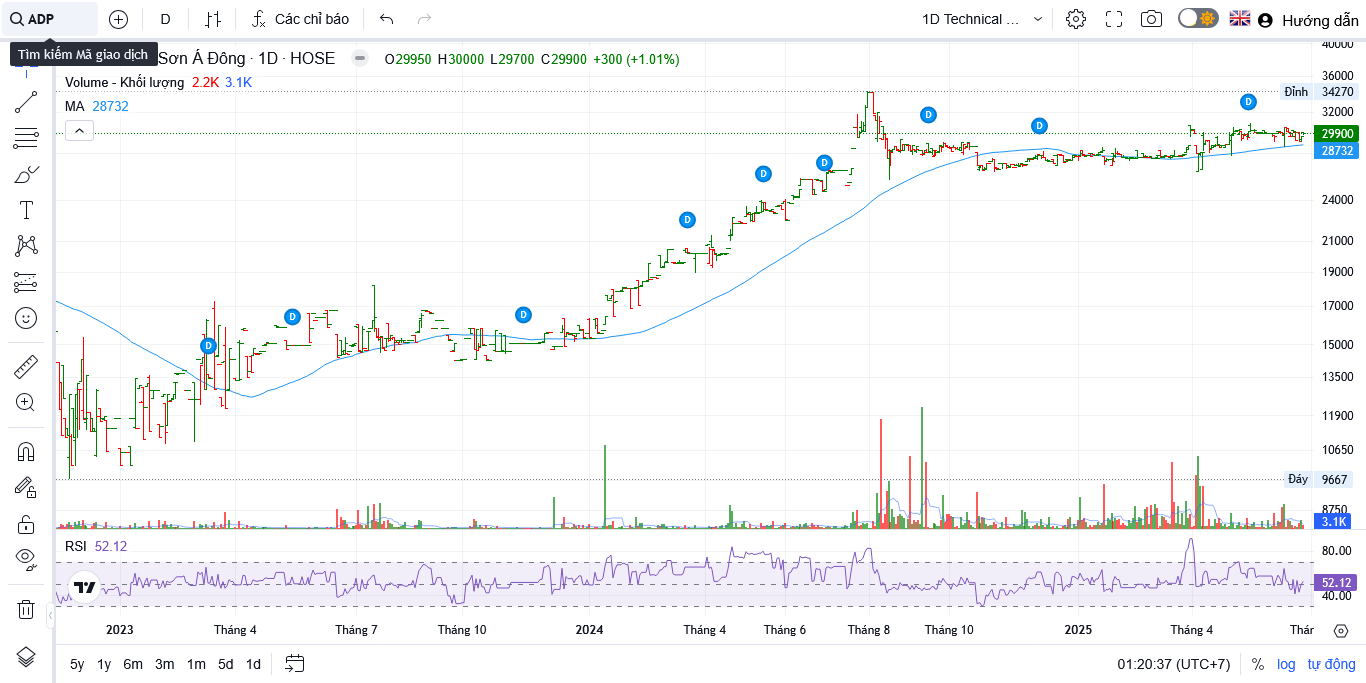 ADP
D
Các chỉ báo
1D Technical ...
Hướng dẫn
Tìm kiếm Mã giao dịch
Sơn Á Đông · 1D · HOSE
O29950 H30000 L29700 C29900 +300 (+1.01%)
Volume - Khối lượng 2.2K 3.1K
MA 28732
40000
36000
Đỉnh 34270
32000
29900
28732
24000
21000
19000
17000
15000
13500
11900
10650
Đáy 9667
8750
3.1K
D
D
D
D
D
D
D
D
D
RSI 52.12
80.00
52.12
40.00
2023 Tháng 4 Tháng 7 Tháng 10 2024 Tháng 4 Tháng 6 Tháng 8 Tháng 10 2025 Tháng 4 Thár
5y 1y 6m 3m 1m 5d 1d
01:20:37 (UTC+7) % log tự động